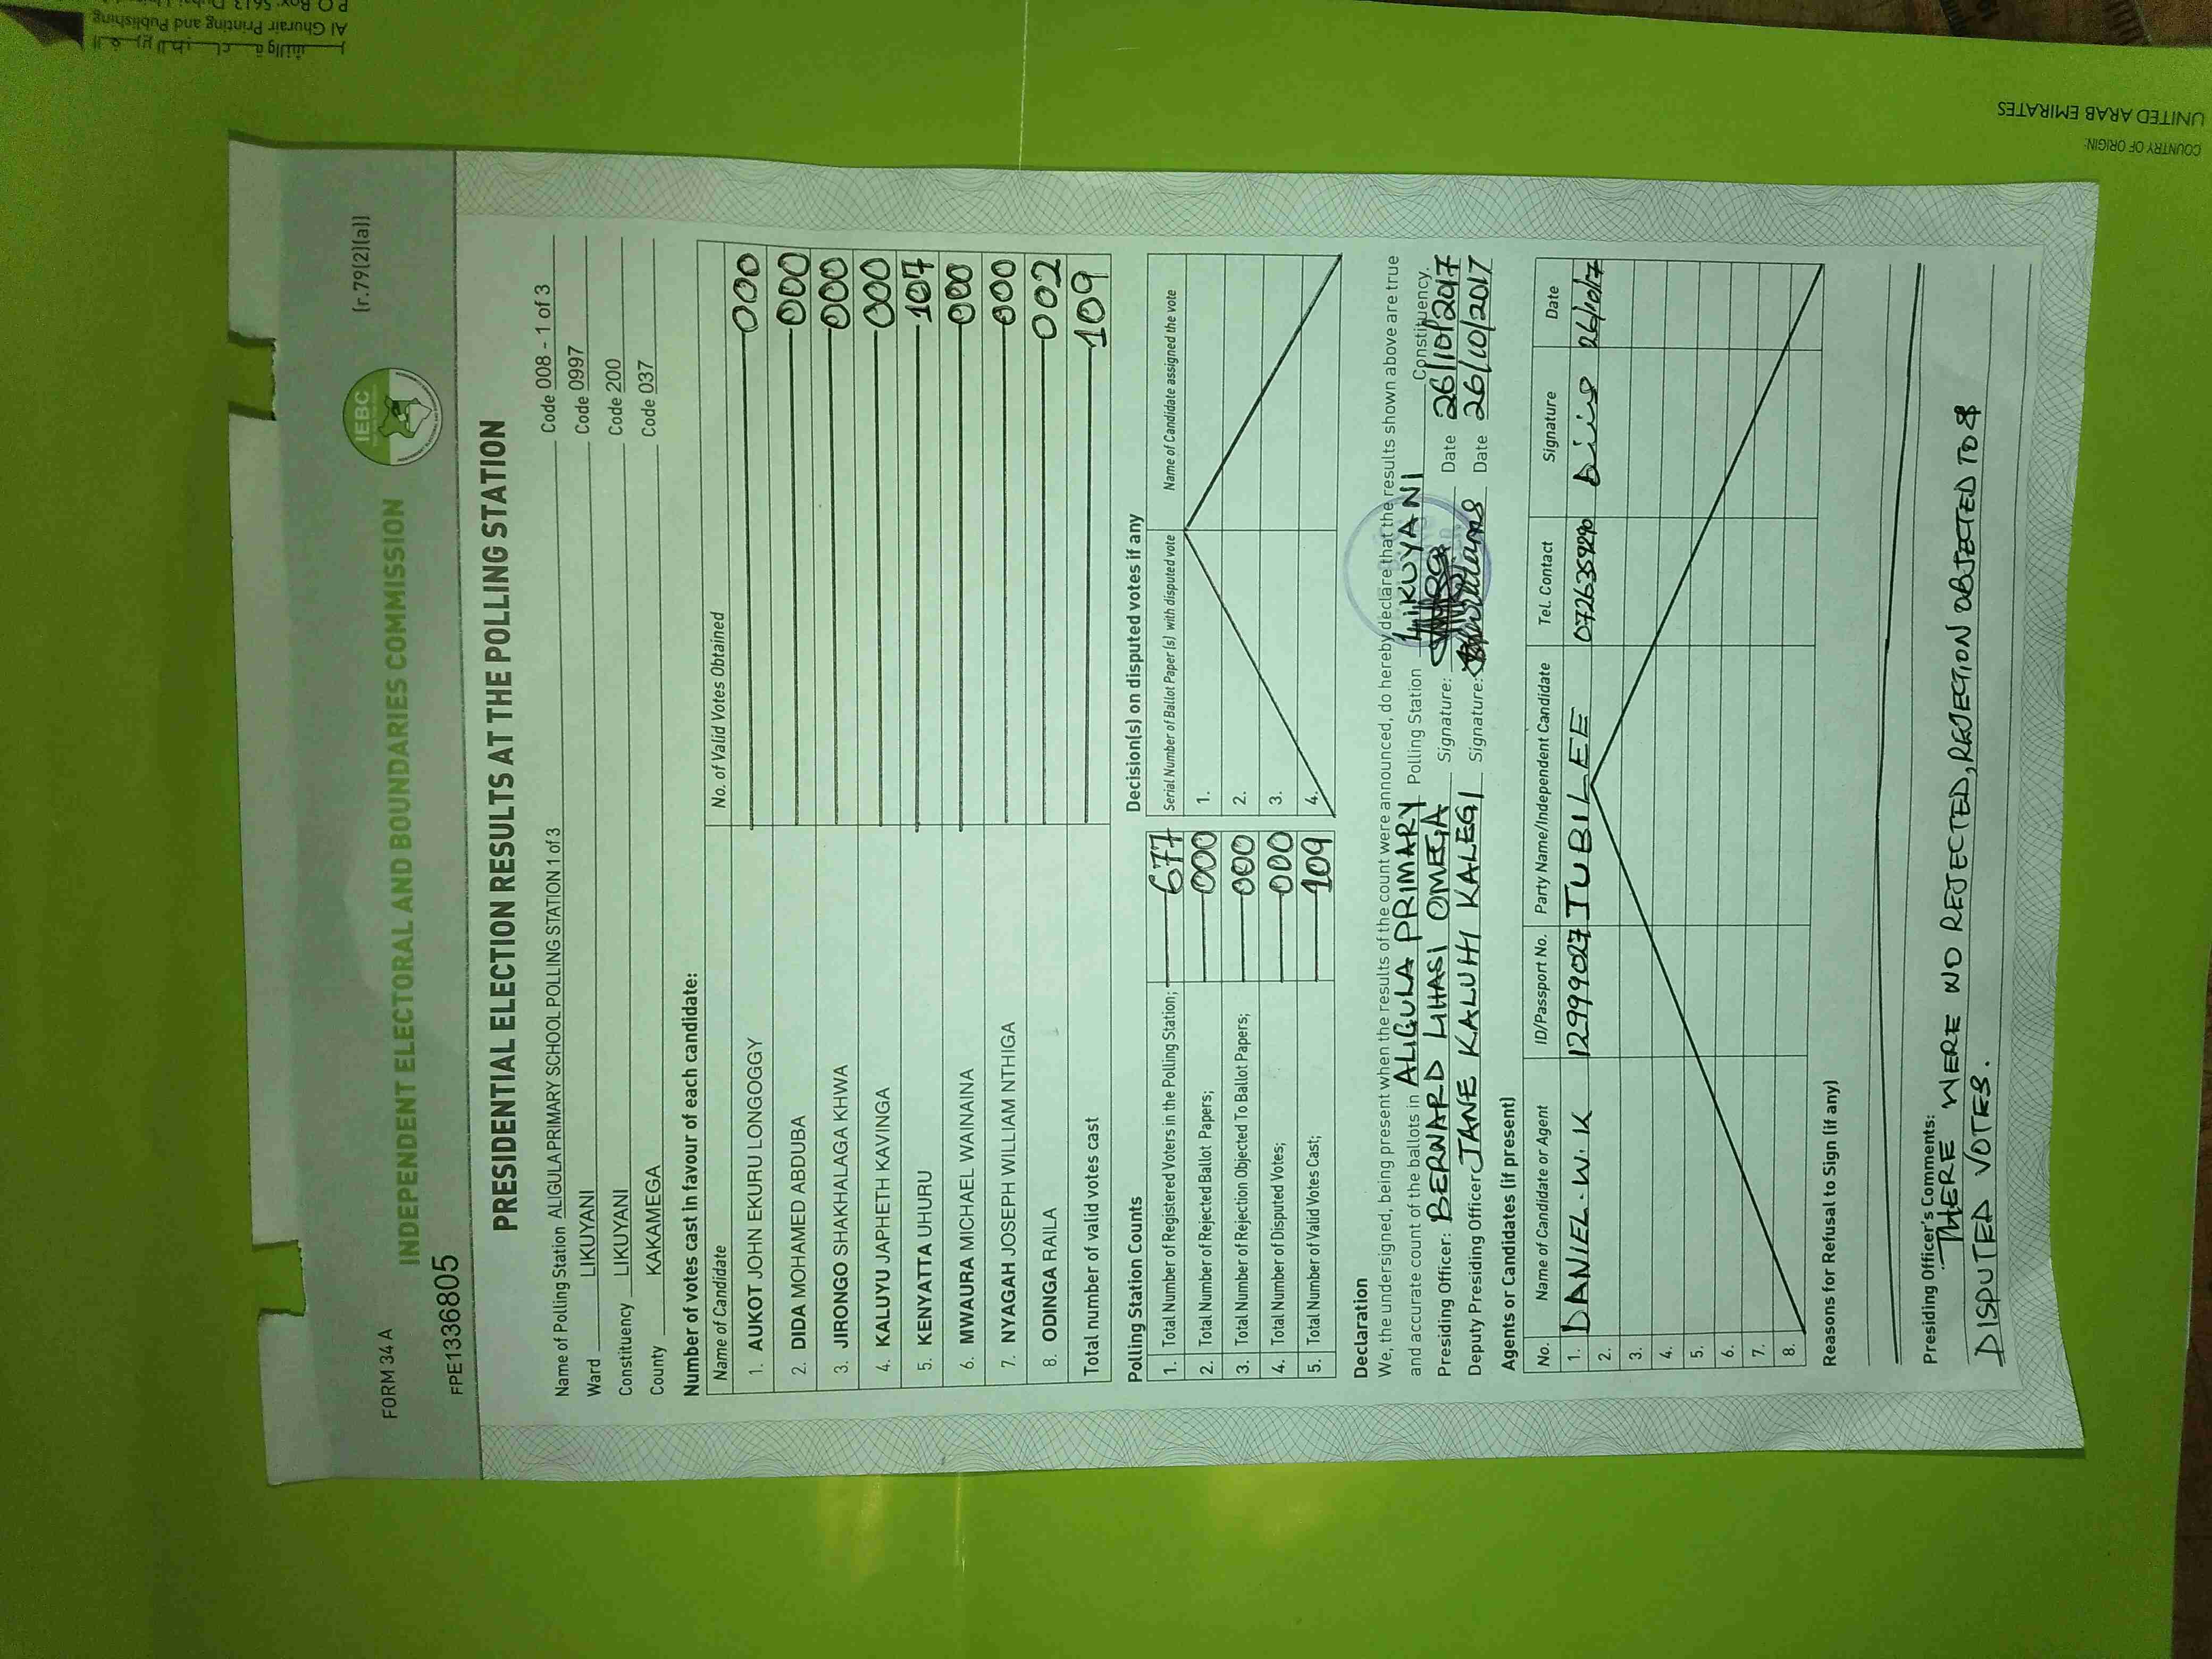 FORM 34 A
(r.79(2)(a))
IEBC
INDEPENDENT ELECTORAL AND BOUNDARIES COMMISSION
FPE1336805
PRESIDENTIAL ELECTION RESULTS AT THE POLLING STATION
Name of Polling Station ALIGULA PRIMARY SCHOOL POLLING STATION 1 of 3 Code 008 - 1 of 3
Ward LIKUYANI Code 0997
Constituency LIKUYANI Code 200
County KAKAMEGA Code 037
Number of votes cast in favour of each candidate:
Name of Candidate No. of Valid Votes Obtained
1. AUKOT JOHN EKURU LONGOGGY 000
2. DIDA MOHAMED ABDUBA 000
3. JIRONGO SHAKHALAGA KHWA 000
4. KALUYU JAPHETH KAVINGA 000
5. KENYATTA UHURU 107
6. MWAURA MICHAEL WAINAINA 000
7. NYAGAH JOSEPH WILLIAM NTHIGA 000
8. ODINGA RAILA 002
Total number of valid votes cast 109
Polling Station Counts
1. Total Number of Registered Voters in the Polling Station; 677
2. Total Number of Rejected Ballot Papers; 000
3. Total Number of Rejection Objected To Ballot Papers; 000
4. Total Number of Disputed Votes; 000
5. Total Number of Valid Votes Cast; 109
Decision(s) on disputed votes if any
Serial Number of Ballot Paper (s) with disputed vote Name of Candidate assigned the vote
1.
2.
3.
4.
Declaration
We, the undersigned, being present when the results of the count were announced, do hereby declare that the results shown above are true
and accurate count of the ballots in ALIGULA PRIMARY Polling Station LIKUYANI Constituency.
Presiding Officer: BERNARD LIHASI OMEGA Signature: Date 26/10/2017
Deputy Presiding Officer JANE KALUHI KALEGI Signature: Date 26/10/2017
Agents or Candidates (if present)
No. Name of Candidate or Agent ID/Passport No. Party Name/Independent Candidate Tel. Contact Signature Date
1. DANIEL.W.K 12999027 JUBILEE 0726359290 26/10/17
2.
3.
4.
5.
6.
7.
8.
Reasons for Refusal to Sign (if any)
Presiding Officer's Comments:
THERE WERE NO REJECTED, REJECTION OBJECTED TO &
DISPUTED VOTES.
Al Ghurair Printing and Publishing
COUNTRY OF ORIGIN:
UNITED ARAB EMIRATES